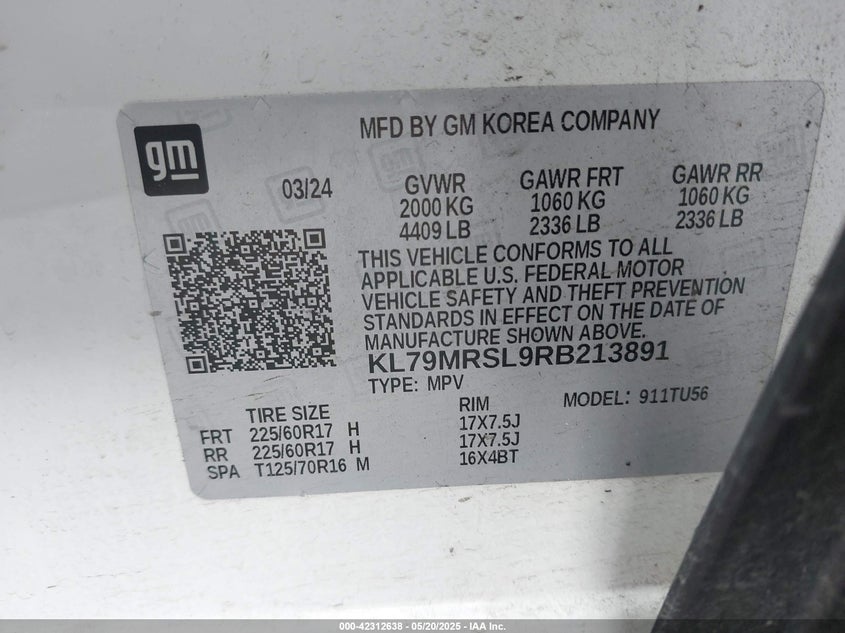 gm
MFD BY GM KOREA COMPANY
03/24
GVWR
2000 KG
4409 LB
GAWR FRT
1060 KG
2336 LB
GAWR RR
1060 KG
2336 LB
THIS VEHICLE CONFORMS TO ALL
APPLICABLE U.S. FEDERAL MOTOR
VEHICLE SAFETY AND THEFT PREVENTION
STANDARDS IN EFFECT ON THE DATE OF
MANUFACTURE SHOWN ABOVE.
KL79MRSL9RB213891
TYPE: MPV
MODEL: 911TU56
TIRE SIZE RIM
FRT 225/60R17 H 17X7.5J
RR 225/60R17 H 17X7.5J
SPA T125/70R16 M 16X4BT
000-42312638 - 05/20/2025 - IAA Inc.